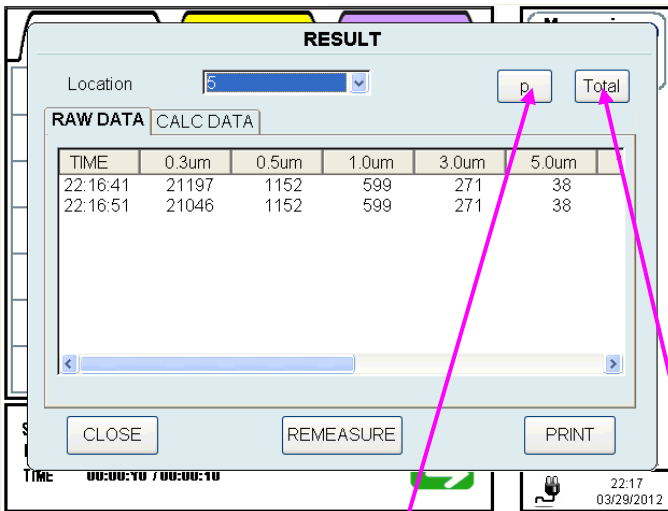 RESULT
Location 5 p Total
RAW DATA CALC DATA
TIME 0.3um 0.5um 1.0um 3.0um 5.0um
22:16:41 21197 1152 599 271 38
22:16:51 21046 1152 599 271 38
CLOSE REMEASURE PRINT
TIME 00:00:10 / 00:00:10
22:17
03/29/2012